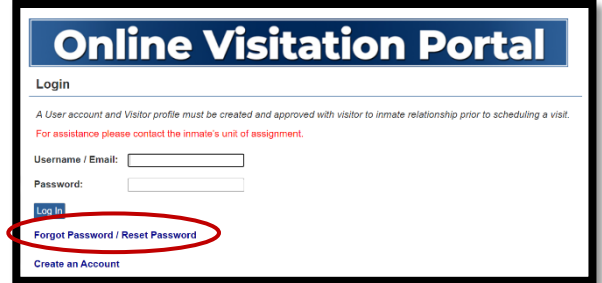 Online Visitation Portal
Login
A User account and Visitor profile must be created and approved with visitor to inmate relationship prior to scheduling a visit.
For assistance please contact the inmate's unit of assignment.
Username / Email:
Password:
Log In
Forgot Password / Reset Password
Create an Account